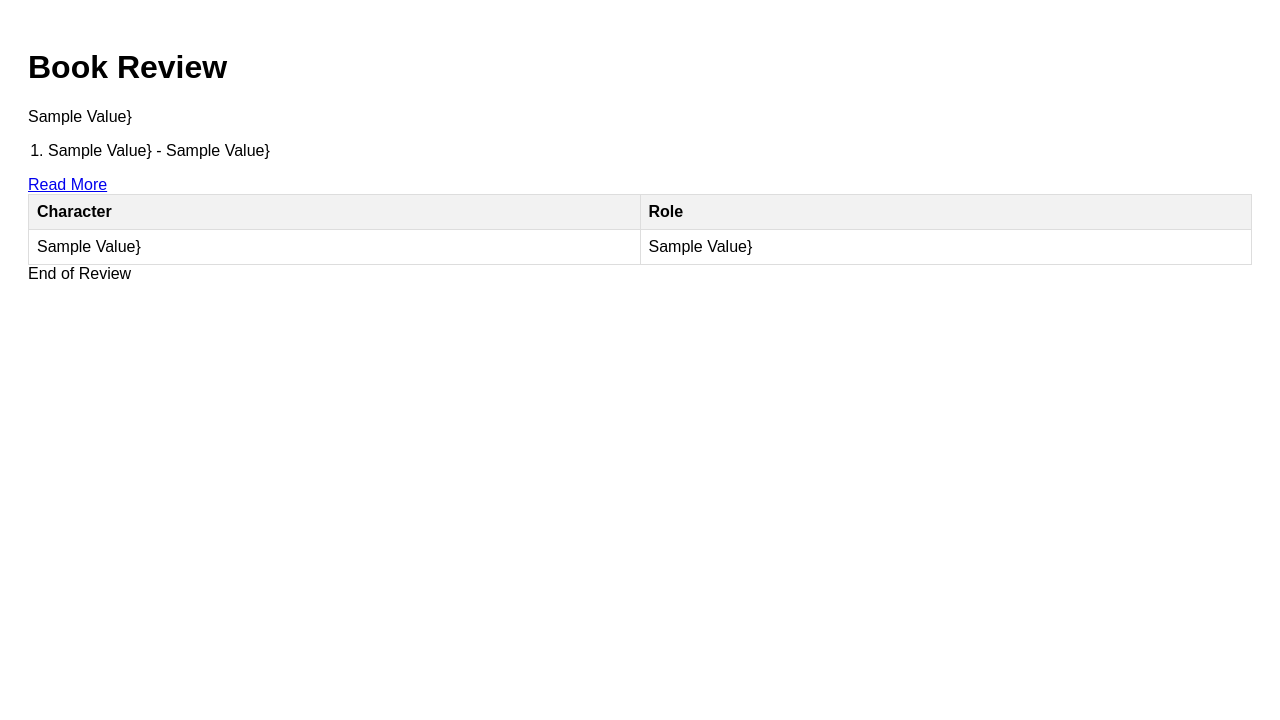 Book Review
Sample Value}
1. Sample Value} - Sample Value}
Read More
Character Role
Sample Value} Sample Value}
End of Review